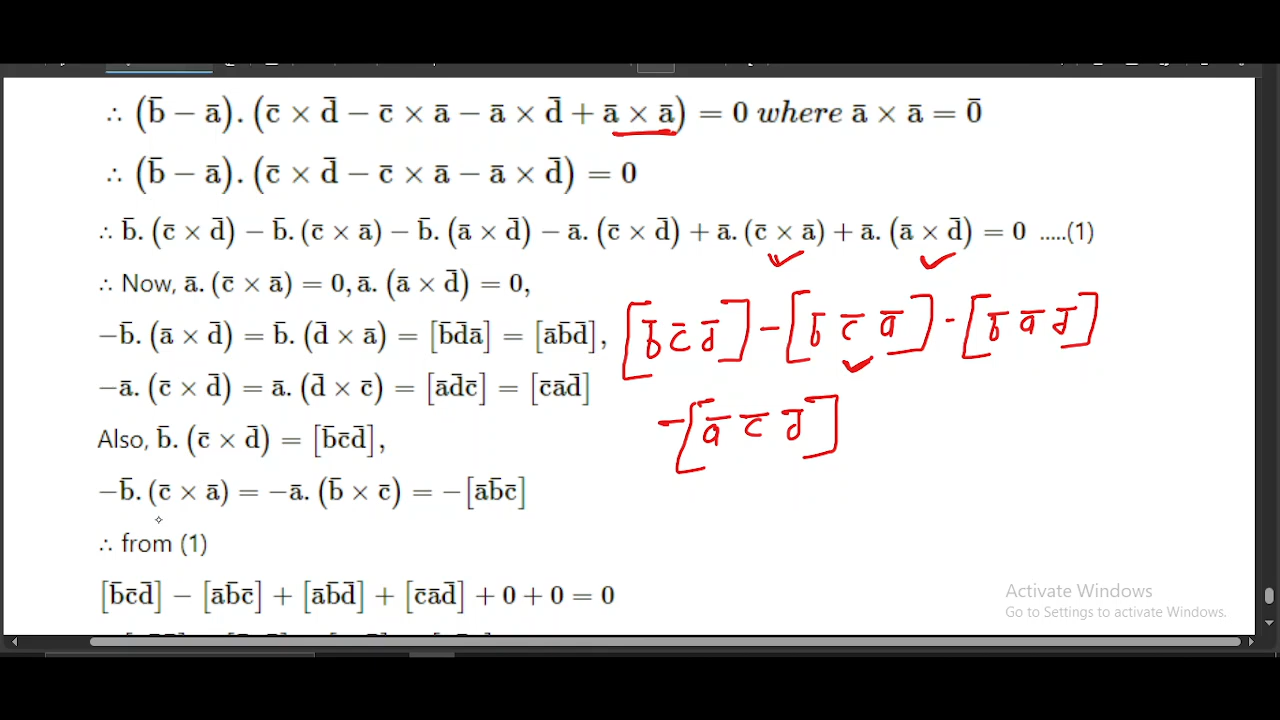 ∴ (b̄ − ā). (c̄ × d̄ − c̄ × ā − ā × d̄ + ā × ā) = 0 where ā × ā = 0̄
∴ (b̄ − ā). (c̄ × d̄ − c̄ × ā − ā × d̄) = 0
∴ b̄. (c̄ × d̄) − b̄. (c̄ × ā) − b̄. (ā × d̄) − ā. (c̄ × d̄) + ā. (c̄ × ā) + ā. (ā × d̄) = 0 .....(1)
∴ Now, ā. (c̄ × ā) = 0, ā. (ā × d̄) = 0,
−b̄. (ā × d̄) = b̄. (d̄ × ā) = [b̄d̄ā] = [āb̄d̄],
[b̄ c̄ d̄] − [b̄ c̄ ā] − [b̄ ā d̄]
−ā. (c̄ × d̄) = ā. (d̄ × c̄) = [ād̄c̄] = [c̄ād̄]
−[ā c̄ d̄]
Also, b̄. (c̄ × d̄) = [b̄c̄d̄],
−b̄. (c̄ × ā) = −ā. (b̄ × c̄) = −[āb̄c̄]
∴ from (1)
[b̄c̄d̄] − [āb̄c̄] + [āb̄d̄] + [c̄ād̄] + 0 + 0 = 0
Activate Windows
Go to Settings to activate Windows.